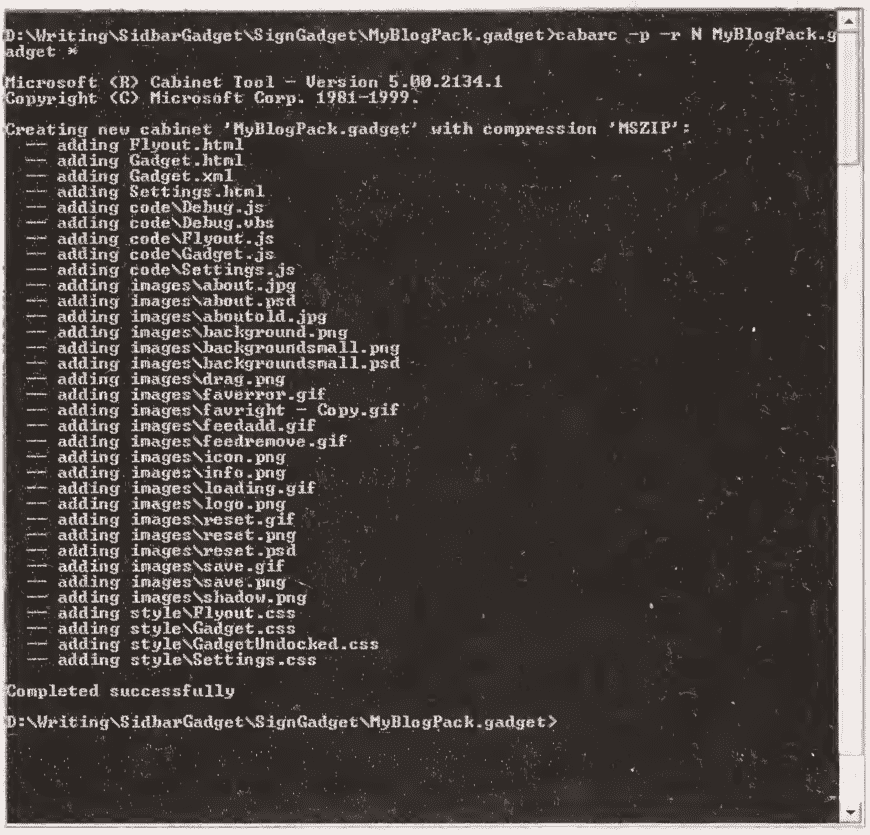 D:\Writing\SidbarGadget\SignGadget\MyBlogPack.gadget>cabarc -p -r N MyBlogPack.g
adget *
Microsoft (R) Cabinet Tool - Version 5.00.2134.1
Copyright (C) Microsoft Corp. 1981-1999.
Creating new cabinet 'MyBlogPack.gadget' with compression 'MSZIP':
-- adding Flyout.html
-- adding Gadget.html
-- adding Gadget.xml
-- adding Settings.html
-- adding code\Debug.js
-- adding code\Debug.vbs
-- adding code\Flyout.js
-- adding code\Gadget.js
-- adding code\Settings.js
-- adding images\about.jpg
-- adding images\about.psd
-- adding images\aboutold.jpg
-- adding images\background.png
-- adding images\backgroundsmall.png
-- adding images\backgroundsmall.psd
-- adding images\drag.png
-- adding images\faverror.gif
-- adding images\favright - Copy.gif
-- adding images\feedadd.gif
-- adding images\feedremove.gif
-- adding images\icon.png
-- adding images\info.png
-- adding images\loading.gif
-- adding images\logo.png
-- adding images\reset.gif
-- adding images\reset.png
-- adding images\reset.psd
-- adding images\save.gif
-- adding images\save.png
-- adding images\shadow.png
-- adding style\Flyout.css
-- adding style\Gadget.css
-- adding style\GadgetUndocked.css
-- adding style\Settings.css
Completed successfully
D:\Writing\SidbarGadget\SignGadget\MyBlogPack.gadget>